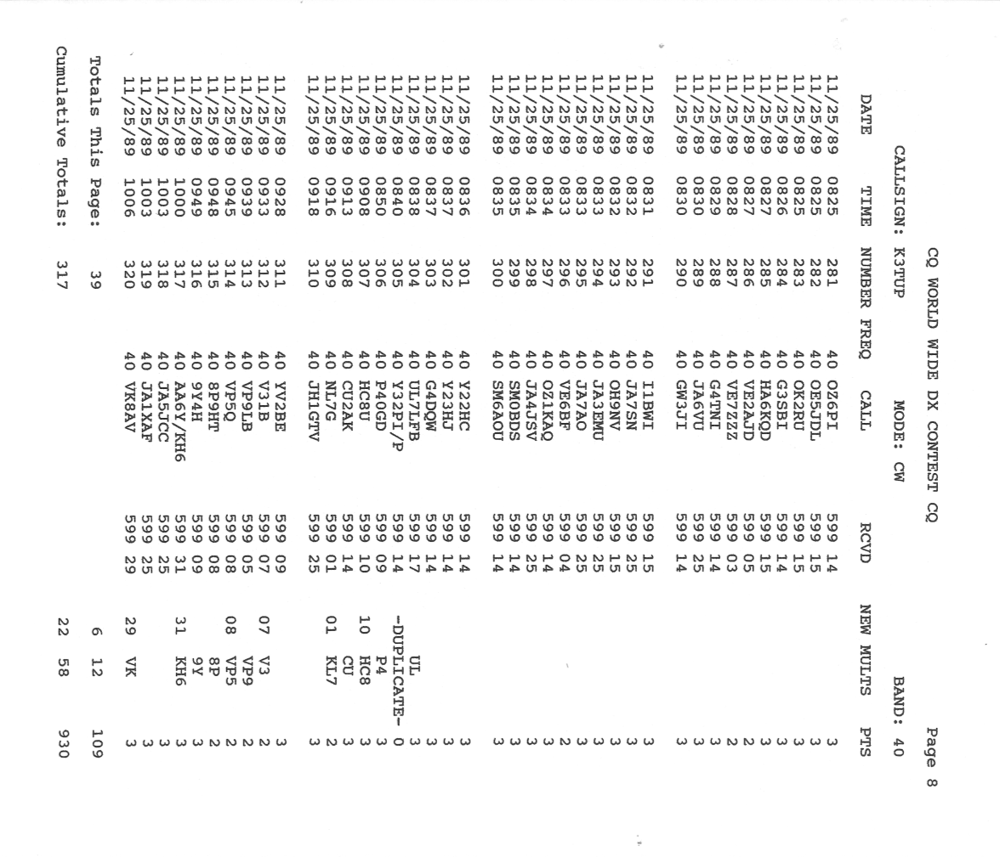 CQ WORLD WIDE DX CONTEST CQ Page 8
CALLSIGN: K3TUP MODE: CW BAND: 40
DATE TIME NUMBER FREQ CALL RCVD NEW MULTS PTS
11/25/89 0825 281 40 OZ6PI 599 14 3
11/25/89 0825 282 40 OE5JDL 599 15 3
11/25/89 0825 283 40 OK2RU 599 15 3
11/25/89 0826 284 40 G3SBI 599 14 3
11/25/89 0827 285 40 HA6KQD 599 15 3
11/25/89 0827 286 40 VE2AJD 599 05 2
11/25/89 0828 287 40 VE7ZZZ 599 03 2
11/25/89 0829 288 40 G4TNI 599 14 3
11/25/89 0830 289 40 JA6VU 599 25 3
11/25/89 0830 290 40 GW3JI 599 14 3
11/25/89 0831 291 40 I1BWI 599 15 3
11/25/89 0832 292 40 JA7SN 599 25 3
11/25/89 0832 293 40 OH9NV 599 15 3
11/25/89 0833 294 40 JA3EMU 599 25 3
11/25/89 0833 295 40 JA7AO 599 25 3
11/25/89 0833 296 40 VE6BF 599 04 2
11/25/89 0834 297 40 OZ1KAQ 599 14 3
11/25/89 0834 298 40 JA4JSV 599 25 3
11/25/89 0835 299 40 SM0BDS 599 14 3
11/25/89 0835 300 40 SM6AOU 599 14 3
11/25/89 0836 301 40 Y22HC 599 14 3
11/25/89 0837 302 40 Y23HJ 599 14 3
11/25/89 0837 303 40 G4DQW 599 14 3
11/25/89 0838 304 40 UL7LFB 599 17 UL 3
11/25/89 0840 305 40 Y32PI/P 599 14 -DUPLICATE- 0
11/25/89 0850 306 40 P40GD 599 09 P4 3
11/25/89 0908 307 40 HC8U 599 10 10 HC8 3
11/25/89 0913 308 40 CU2AK 599 14 CU 3
11/25/89 0916 309 40 NL7G 599 01 01 KL7 2
11/25/89 0918 310 40 JH1GTV 599 25 3
11/25/89 0928 311 40 YV2BE 599 09 3
11/25/89 0933 312 40 V31B 599 07 07 V3 2
11/25/89 0939 313 40 VP9LB 599 05 VP9 2
11/25/89 0945 314 40 VP5Q 599 08 08 VP5 2
11/25/89 0948 315 40 8P9HT 599 08 8P 2
11/25/89 0949 316 40 9Y4H 599 09 9Y 3
11/25/89 1000 317 40 AA6Y/KH6 599 31 31 KH6 3
11/25/89 1003 318 40 JA5JCC 599 25 3
11/25/89 1003 319 40 JA1XAF 599 25 3
11/25/89 1006 320 40 VK8AV 599 29 29 VK 3
Totals This Page: 39 6 12 109
Cumulative Totals: 317 22 58 930